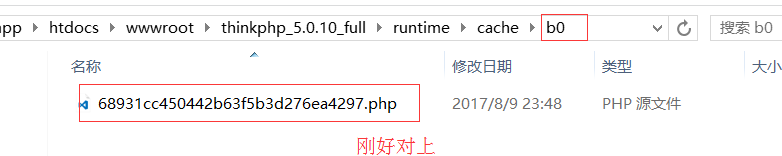 app > htdocs > wwwroot > thinkphp_5.0.10_full > runtime > cache > b0 搜索 b0
名称 修改日期 类型 大小
68931cc450442b63f5b3d276ea4297.php 2017/8/9 23:48 PHP 源文件
刚好对上